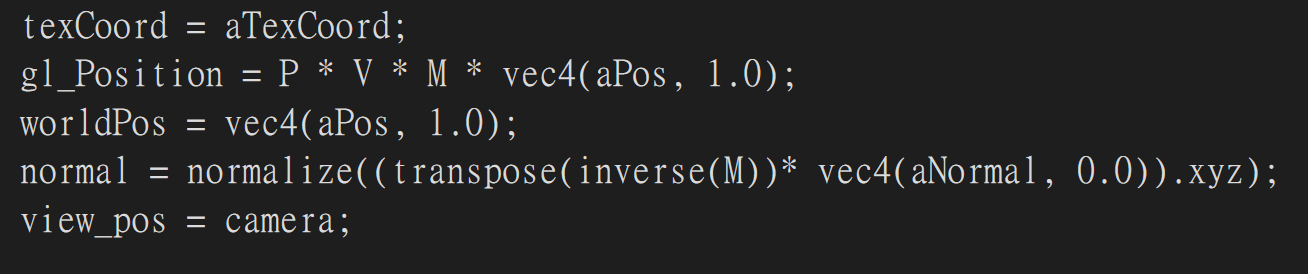 texCoord = aTexCoord;
gl_Position = P * V * M * vec4(aPos, 1.0);
worldPos = vec4(aPos, 1.0);
normal = normalize((transpose(inverse(M))* vec4(aNormal, 0.0)).xyz);
view_pos = camera;